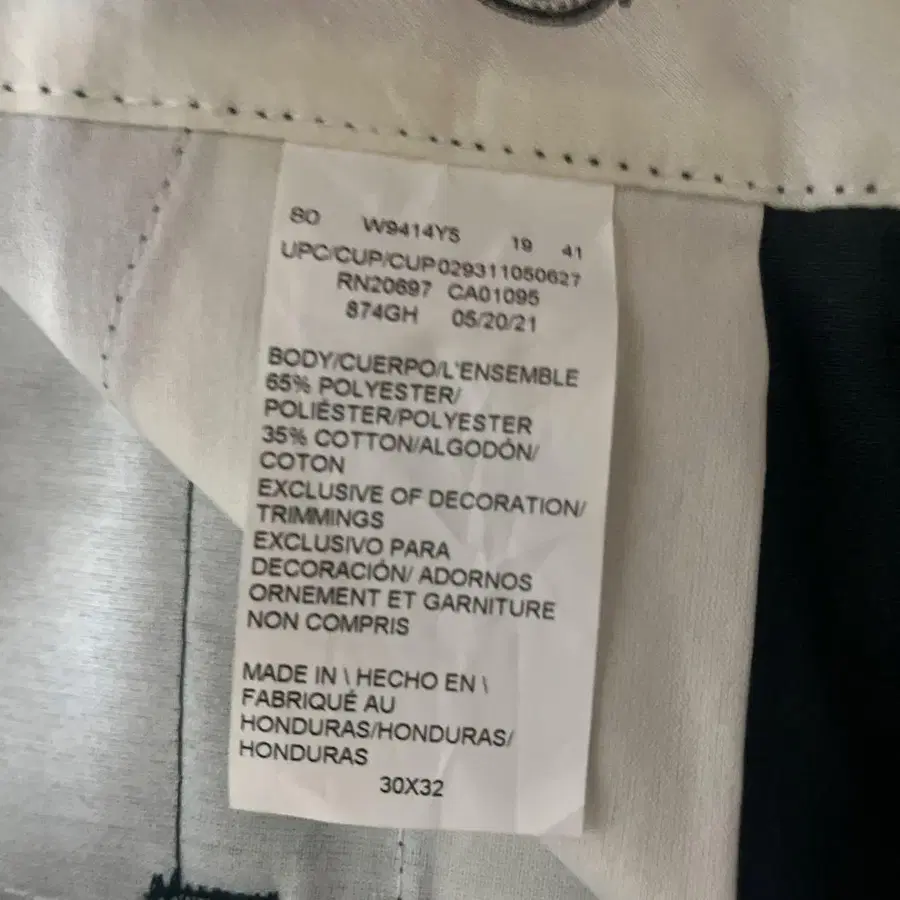 8D W9414Y5 19 41
UPC/CUP/CUP029311050627
RN20697 CA01095
874GH 05/20/21
BODY/CUERPO/L'ENSEMBLE
65% POLYESTER/
POLIÉSTER/POLYESTER
35% COTTON/ALGODÓN/
COTON
EXCLUSIVE OF DECORATION/
TRIMMINGS
EXCLUSIVO PARA
DECORACIÓN/ ADORNOS
ORNEMENT ET GARNITURE
NON COMPRIS
MADE IN \ HECHO EN \
FABRIQUÉ AU
HONDURAS/HONDURAS/
HONDURAS
30X32